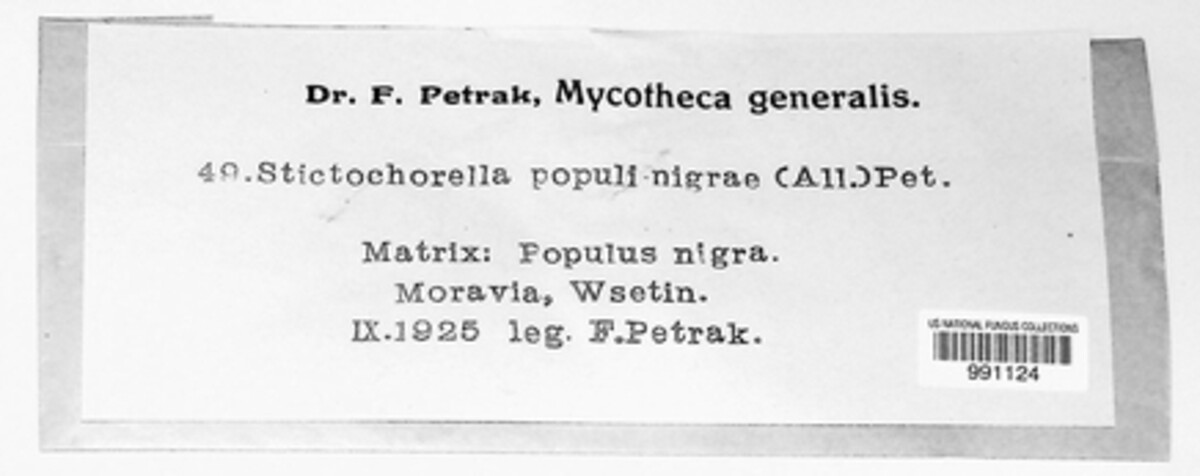 Dr. F. Petrak, Mycotheca generalis.
49.Stictochorella populi-nigrae (All.)Pet.
Matrix: Populus nigra.
Moravia, Wsetin.
IX.1925 leg. F.Petrak.
US NATIONAL FUNGUS COLLECTIONS
991124